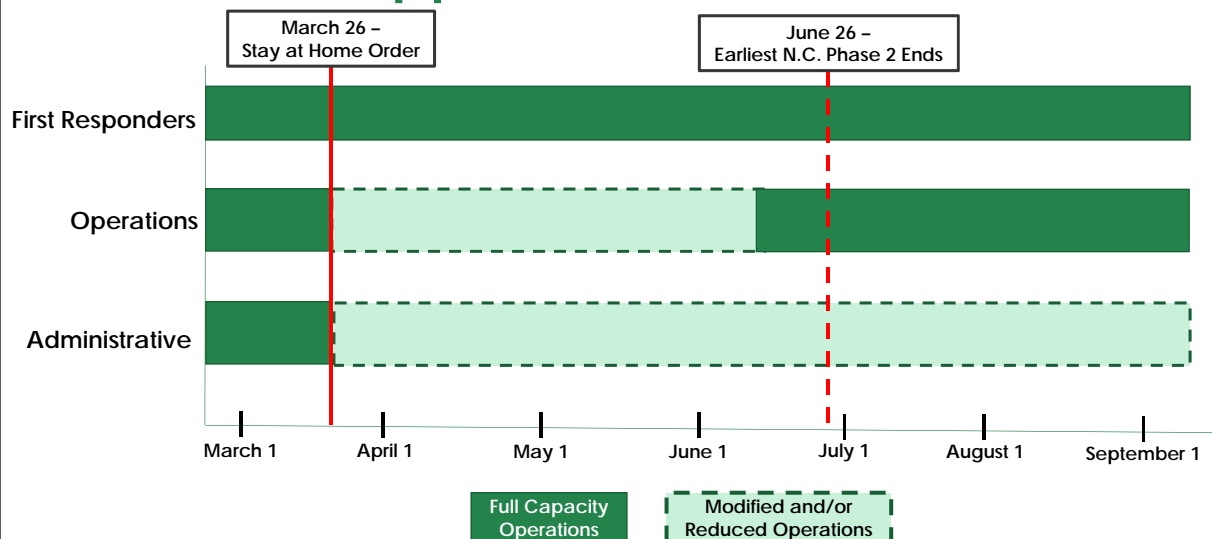 March 26 –
Stay at Home Order
June 26 –
Earliest N.C. Phase 2 Ends
First Responders
Operations
Administrative
March 1
April 1
May 1
June 1
July 1
August 1
September 1
Full Capacity
Operations
Modified and/or
Reduced Operations